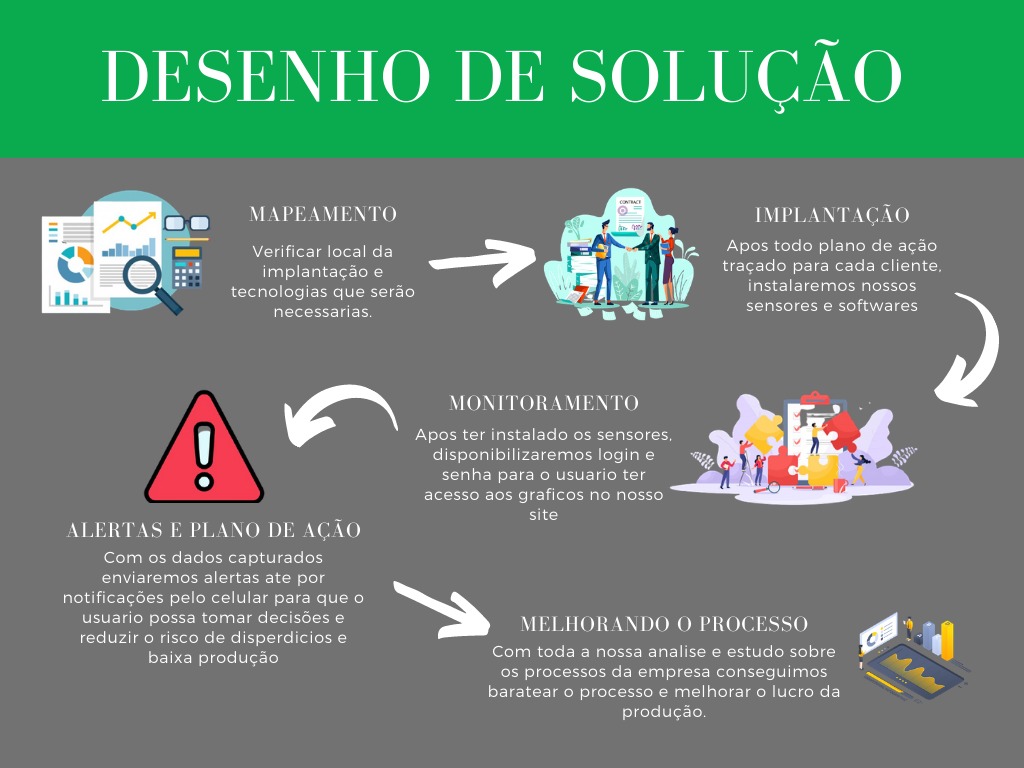 DESENHO DE SOLUÇÃO
MAPEAMENTO
Verificar local da
implantação e
tecnologias que serão
necessarias.
CONTRACT
IMPLANTAÇÃO
Apos todo plano de ação
traçado para cada cliente,
instalaremos nossos
sensores e softwares
MONITORAMENTO
Apos ter instalado os sensores,
disponibilizaremos login e
senha para o usuario ter
acesso aos graficos no nosso
site
ALERTAS E PLANO DE AÇÃO
Com os dados capturados
enviaremos alertas ate por
notificações pelo celular para que o
usuario possa tomar decisões e
reduzir o risco de disperdicios e
baixa produção
MELHORANDO O PROCESSO
Com toda a nossa analise e estudo sobre
os processos da empresa conseguimos
baratear o processo e melhorar o lucro da
produção.